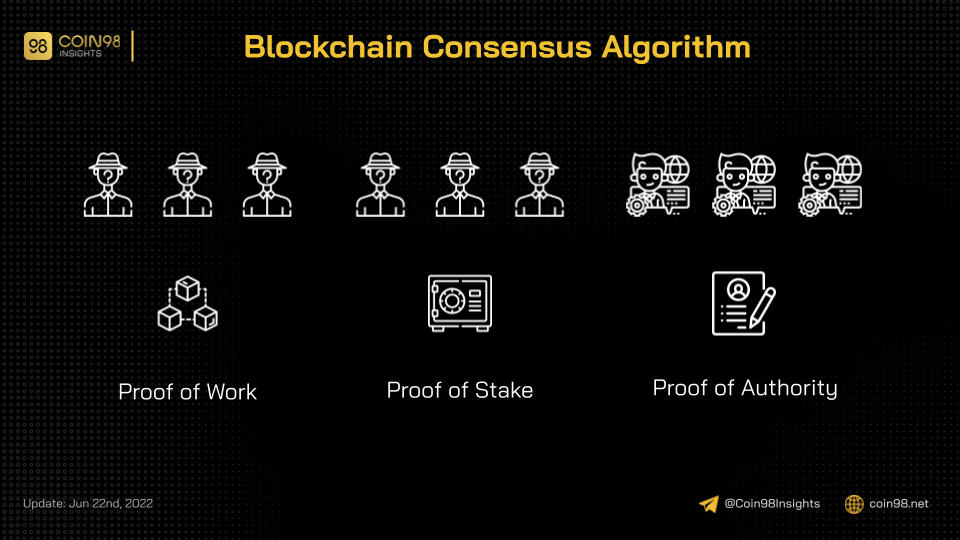 98
COIN98
INSIGHTS
Blockchain Consensus Algorithm
? ? ? ? ? ?
Proof of Work
Proof of Stake
Proof of Authority
Update: Jun 22nd, 2022
@Coin98Insights
coin98.net